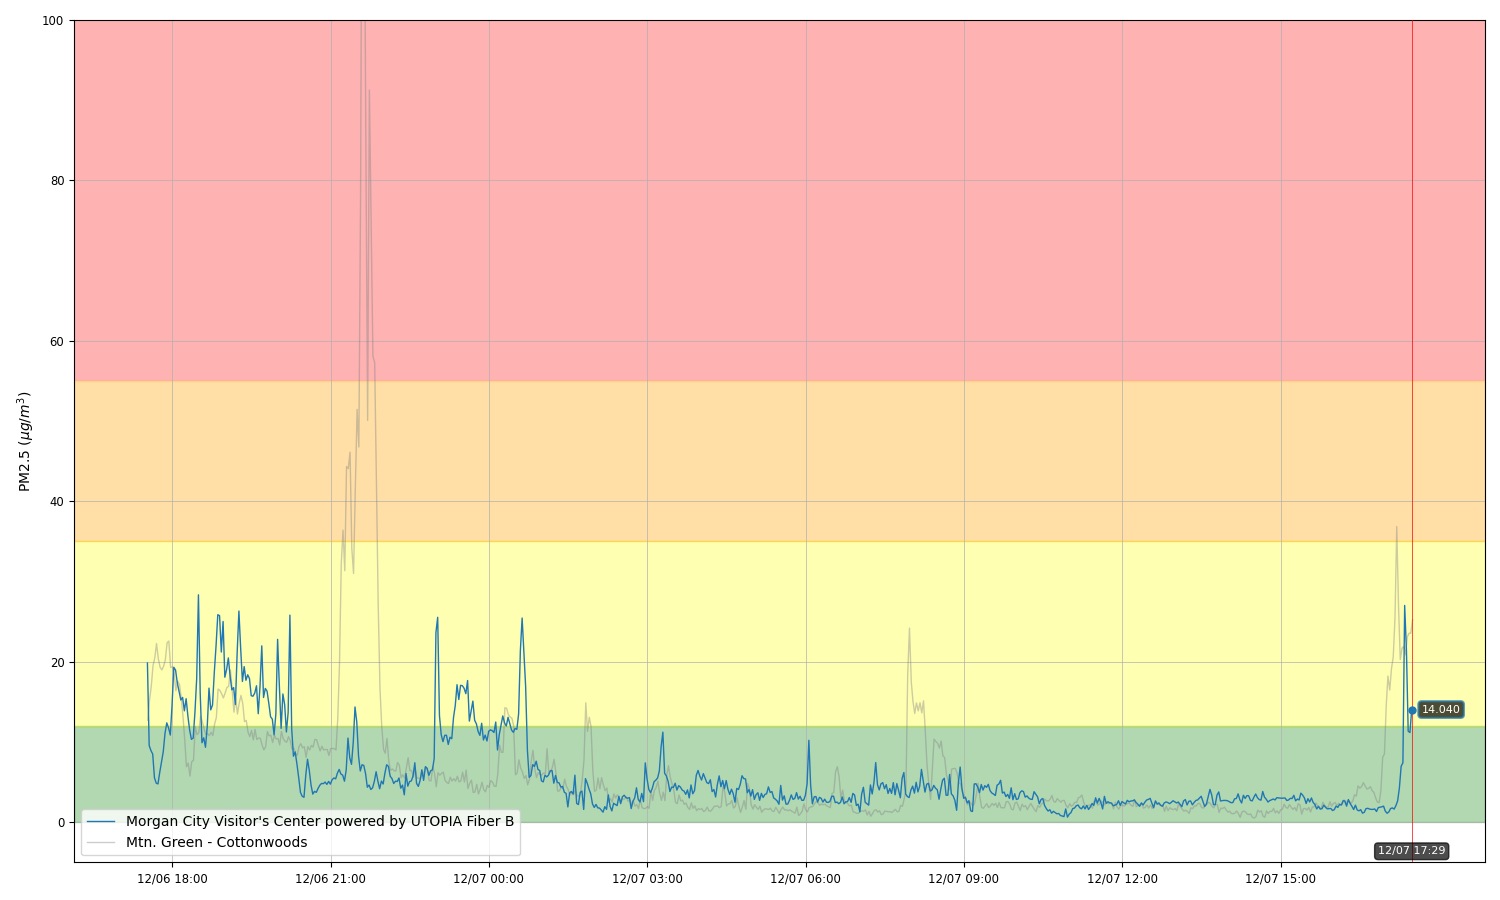 100
80
60
40
20
0
PM2.5 (μg/m³)
14.040
Morgan City Visitor's Center powered by UTOPIA Fiber B
Mtn. Green - Cottonwoods
12/07 17:29
12/06 18:00 12/06 21:00 12/07 00:00 12/07 03:00 12/07 06:00 12/07 09:00 12/07 12:00 12/07 15:00